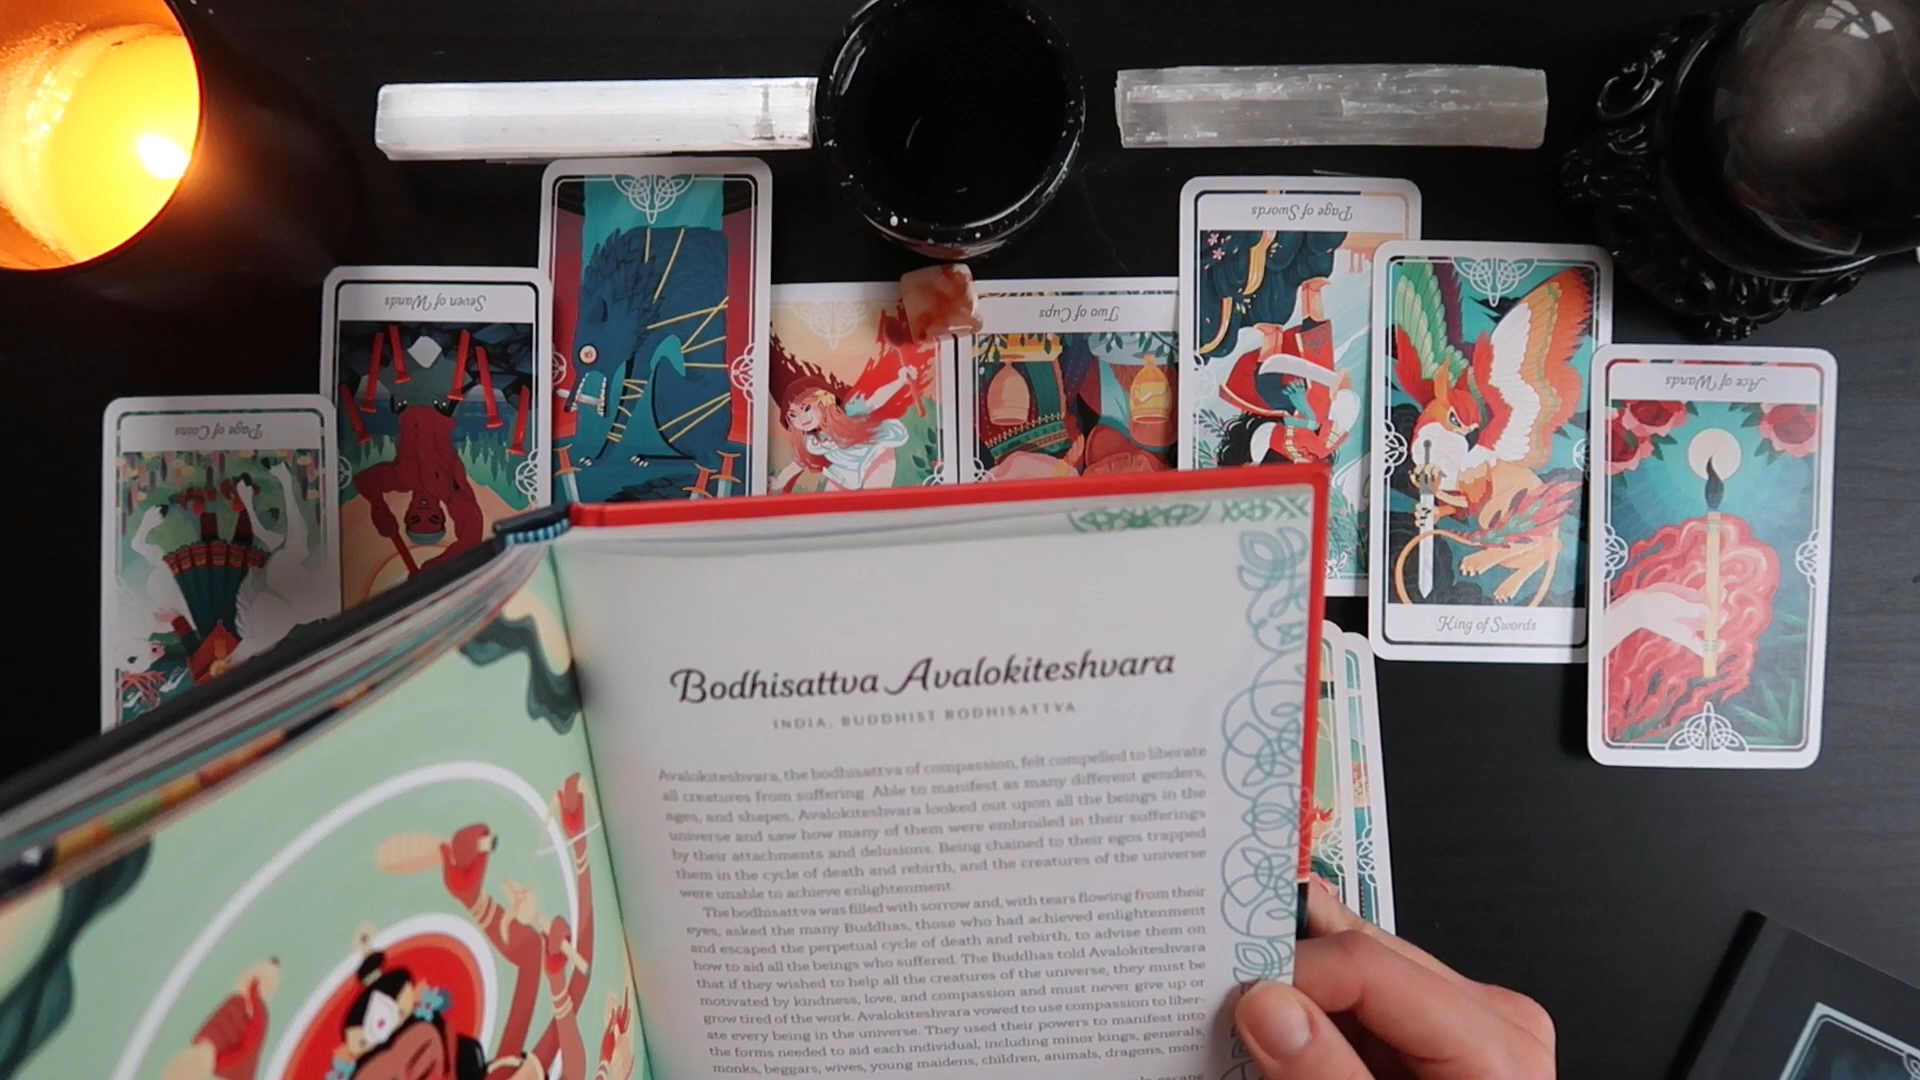 Page of Swords
Seven of Wands
Two of Cups
Ace of Wands
Page of Coins
King of Swords
Bodhisattva Avalokiteshvara
INDIA, BUDDHIST BODHISATTVA
Avalokiteshvara, the bodhisattva of compassion, felt compelled to liberate
all creatures from suffering. Able to manifest as many different genders,
ages, and shapes, Avalokiteshvara looked out upon all the beings in the
universe and saw how many of them were embroiled in their sufferings
by their attachments and delusions. Being chained to their egos trapped
them in the cycle of death and rebirth, and the creatures of the universe
were unable to achieve enlightenment.
The bodhisattva was filled with sorrow and, with tears flowing from their
eyes, asked the many Buddhas, those who had achieved enlightenment
and escaped the perpetual cycle of death and rebirth, to advise them on
how to aid all the beings who suffered. The Buddhas told Avalokiteshvara
that if they wished to help all the creatures of the universe, they must be
motivated by kindness, love, and compassion and must never give up or
grow tired of the work. Avalokiteshvara vowed to use compassion to liber-
ate every being in the universe. They used their powers to manifest into
the forms needed to aid each individual, including minor kings, generals,
monks, beggars, wives, young maidens, children, animals, dragons, mon-
escape